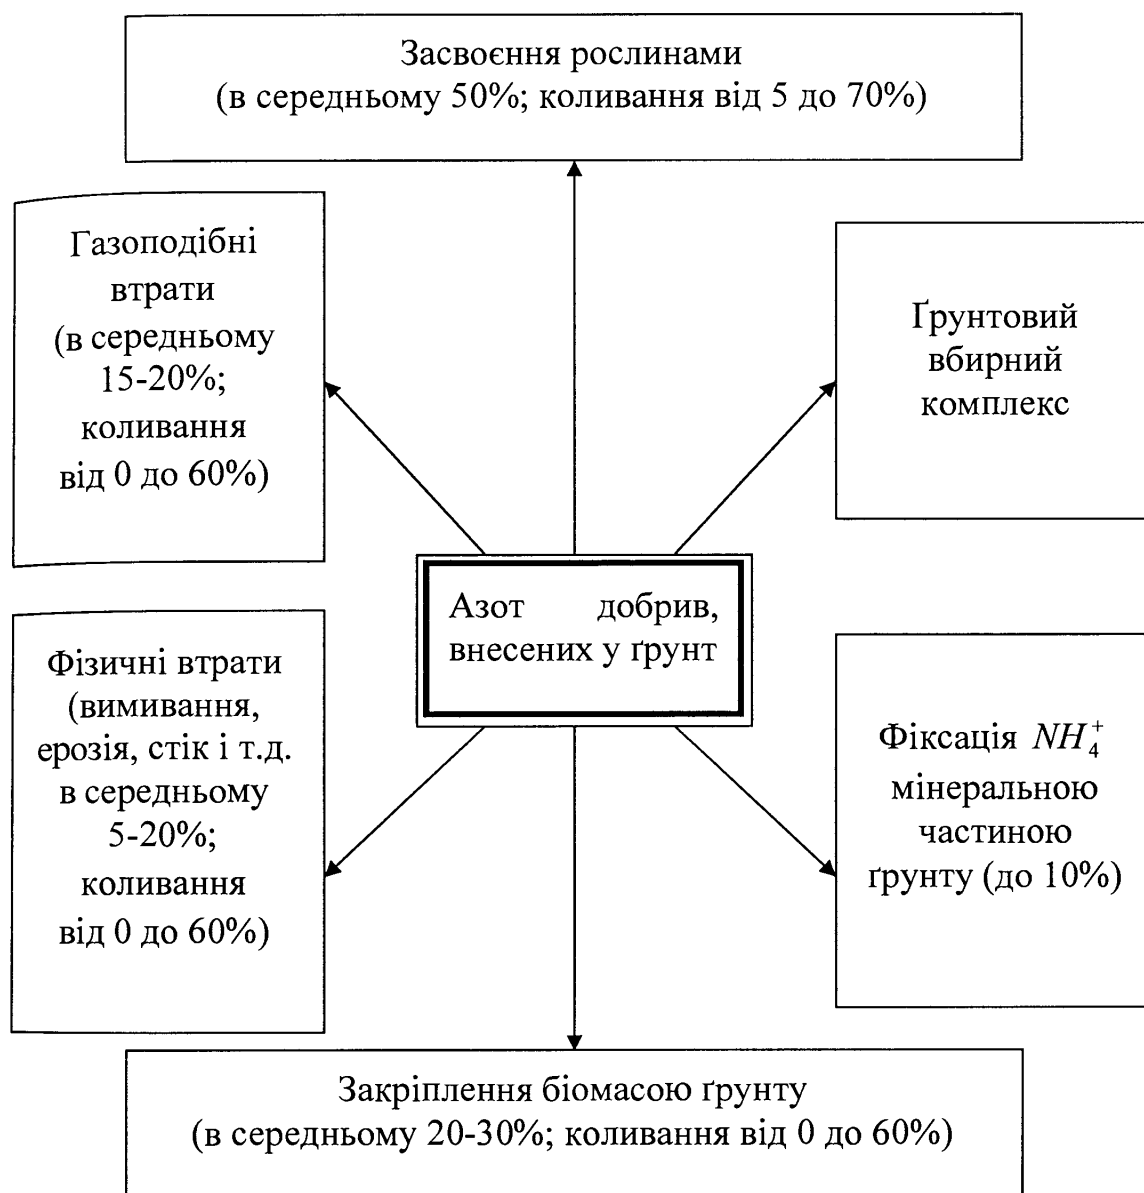 Засвоєння рослинами
(в середньому 50%; коливання від 5 до 70%)
Газоподібні
втрати
(в середньому
15-20%;
коливання
від 0 до 60%)
Ґрунтовий
вбирний
комплекс
Азот добрив,
внесених у ґрунт
Фізичні втрати
(вимивання,
ерозія, стік і т.д.
в середньому
5-20%;
коливання
від 0 до 60%)
Фіксація NH₄⁺
мінеральною
частиною
ґрунту (до 10%)
Закріплення біомасою ґрунту
(в середньому 20-30%; коливання від 0 до 60%)